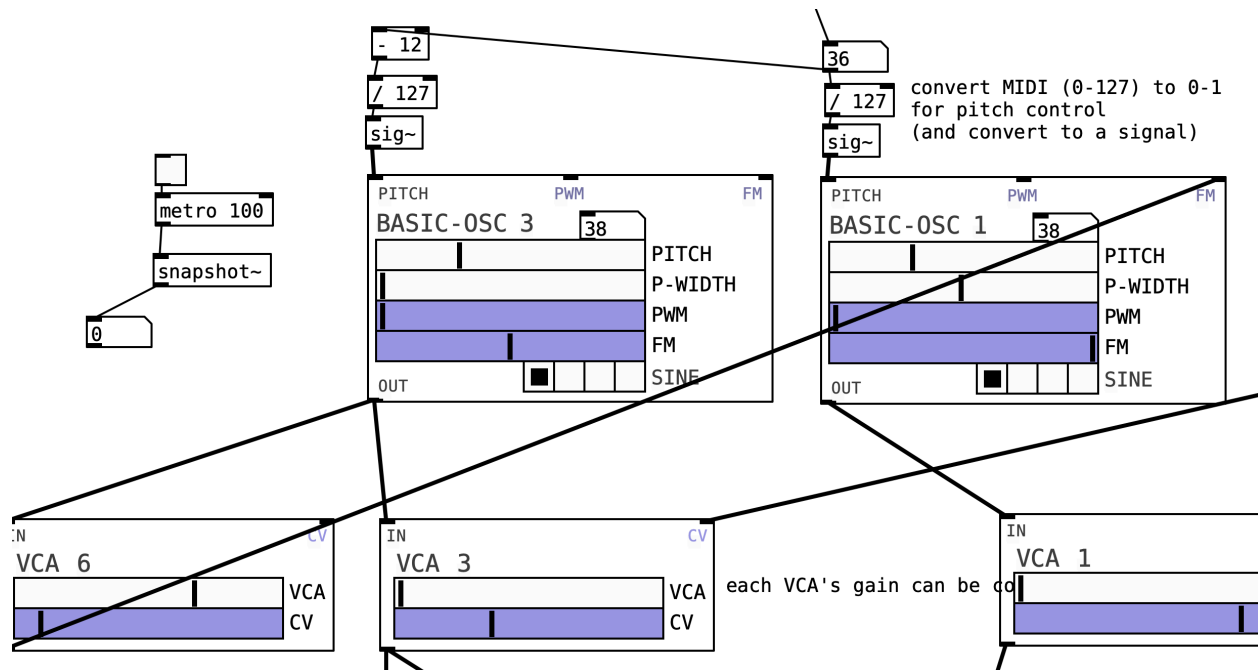 - 12
36
/ 127
/ 127
convert MIDI (0-127) to 0-1
for pitch control
(and convert to a signal)
sig~
sig~
metro 100
snapshot~
0
PITCH PWM FM
BASIC-OSC 3
38
PITCH
P-WIDTH
PWM
FM
SINE
OUT
PITCH PWM FM
BASIC-OSC 1
38
PITCH
P-WIDTH
PWM
FM
SINE
OUT
IN CV
VCA 6
VCA
CV
IN CV
VCA 3
VCA
CV
each VCA's gain can be co
IN
VCA 1